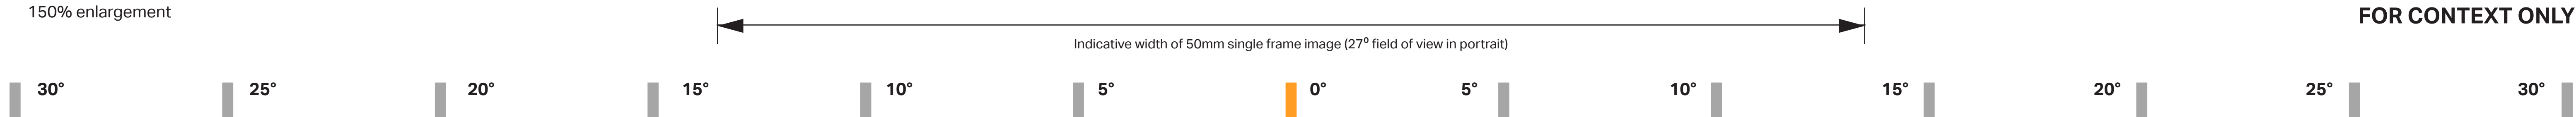 150% enlargement
FOR CONTEXT ONLY
Indicative width of 50mm single frame image (27⁰ field of view in portrait)
30° 25° 20° 15° 10° 5° 0° 5° 10° 15° 20° 25° 30°